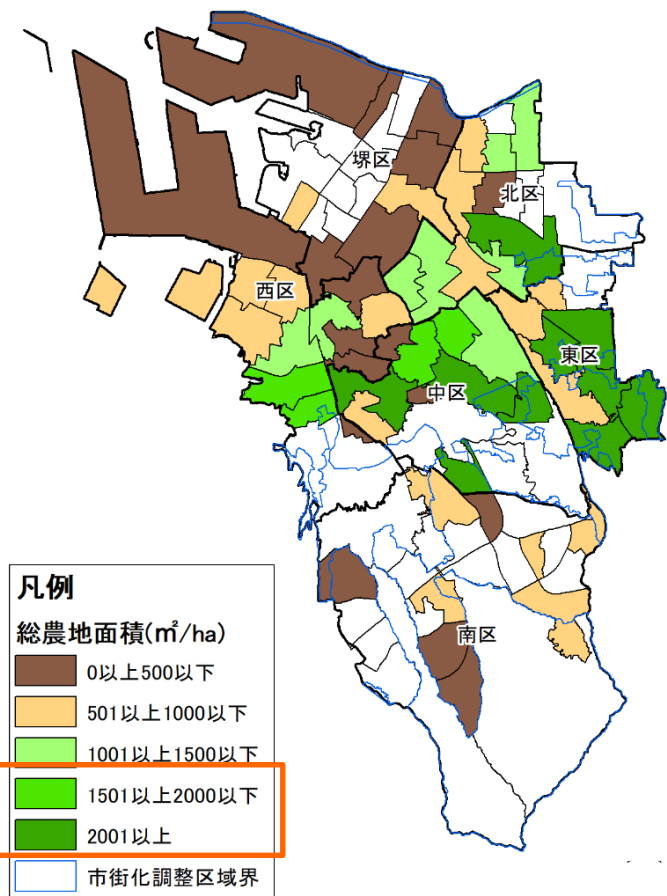 堺区
北区
西区
東区
中区
南区
凡例
総農地面積(㎡/ha)
0以上500以下
501以上1000以下
1001以上1500以下
1501以上2000以下
2001以上
市街化調整区域界